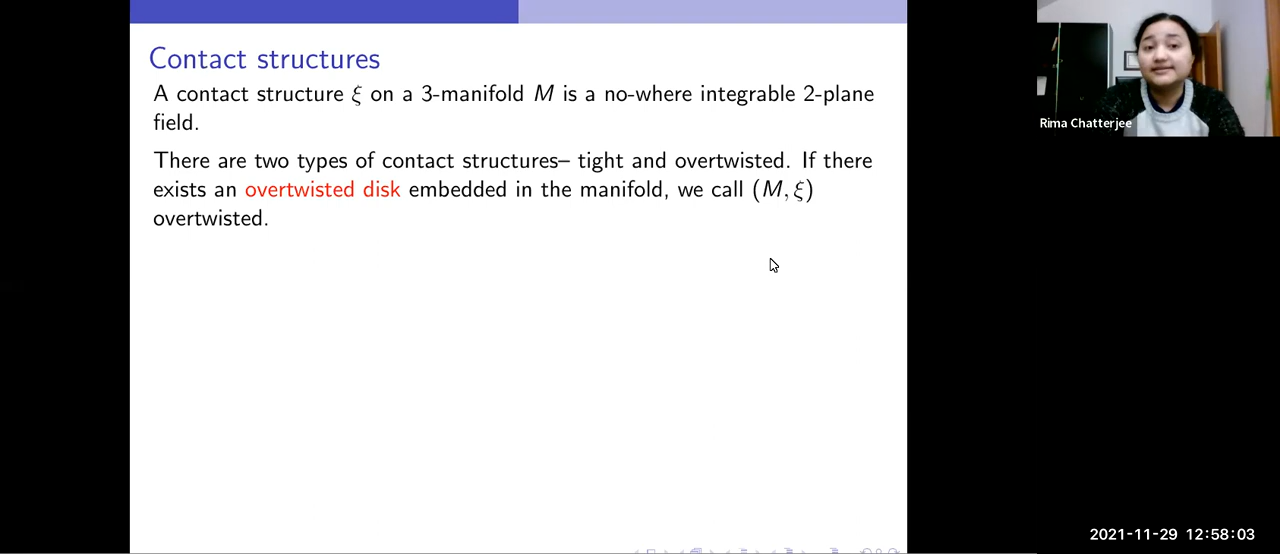 Contact structures
A contact structure ξ on a 3-manifold M is a no-where integrable 2-plane
field.
There are two types of contact structures– tight and overtwisted. If there
exists an overtwisted disk embedded in the manifold, we call (M, ξ)
overtwisted.
Rima Chatterjee
2021-11-29 12:58:03